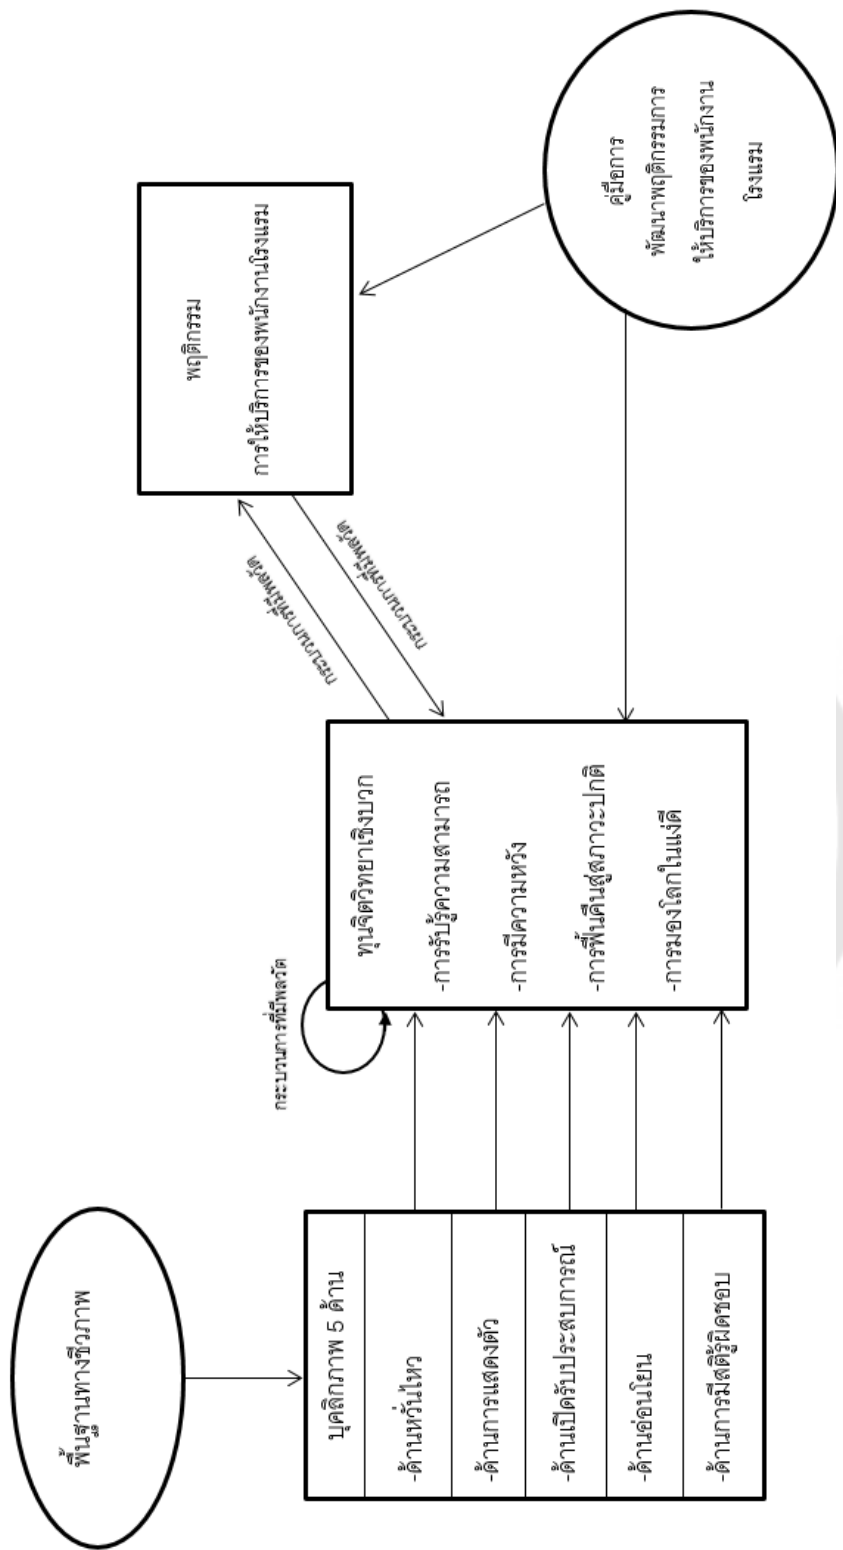 พื้นฐานทางชีวภาพ
บุคลิกภาพ 5 ด้าน
-ด้านหวั่นไหว
-ด้านการแสดงตัว
-ด้านเปิดรับประสบการณ์
-ด้านอ่อนโยน
-ด้านการมีสติรู้ผิดชอบ
กระบวนการที่มีพลวัต
ทุนจิตวิทยาเชิงบวก
-การรับรู้ความสามารถ
-การมีความหวัง
-การฟื้นคืนสู่สภาวะปกติ
-การมองโลกในแง่ดี
กระบวนการที่มีพลวัต
กระบวนการที่มีพลวัต
พฤติกรรม
การให้บริการของพนักงานโรงแรม
คู่มือการ
พัฒนาพฤติกรรมการ
ให้บริการของพนักงาน
โรงแรม